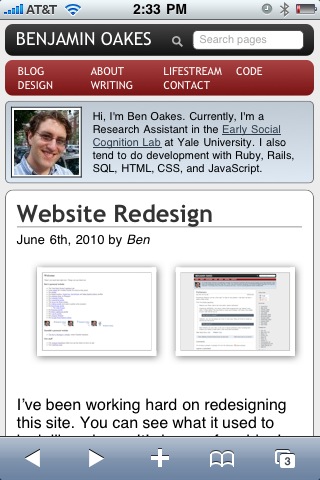 AT&T 2:33 PM
BENJAMIN OAKES Search pages
BLOG ABOUT LIFESTREAM CODE
DESIGN WRITING CONTACT
Hi, I'm Ben Oakes. Currently, I'm a
Research Assistant in the Early Social
Cognition Lab at Yale University. I also
tend to do development with Ruby, Rails,
SQL, HTML, CSS, and JavaScript.
Website Redesign
June 6th, 2010 by Ben
I've been working hard on redesigning
this site. You can see what it used to
3